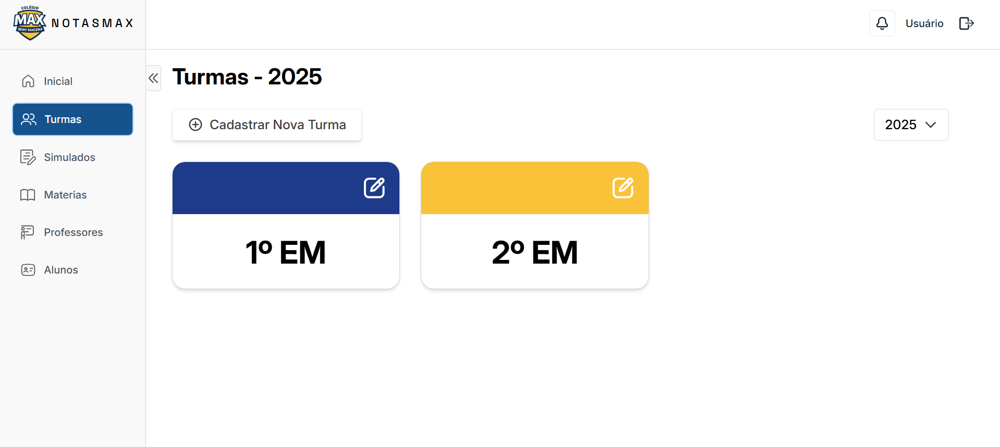 COLÉGIO
MAX
BENY MACENA
NOTASMAX
Usuário
Inicial
Turmas
Simulados
Materias
Professores
Alunos
Turmas - 2025
Cadastrar Nova Turma
2025
1º EM
2º EM